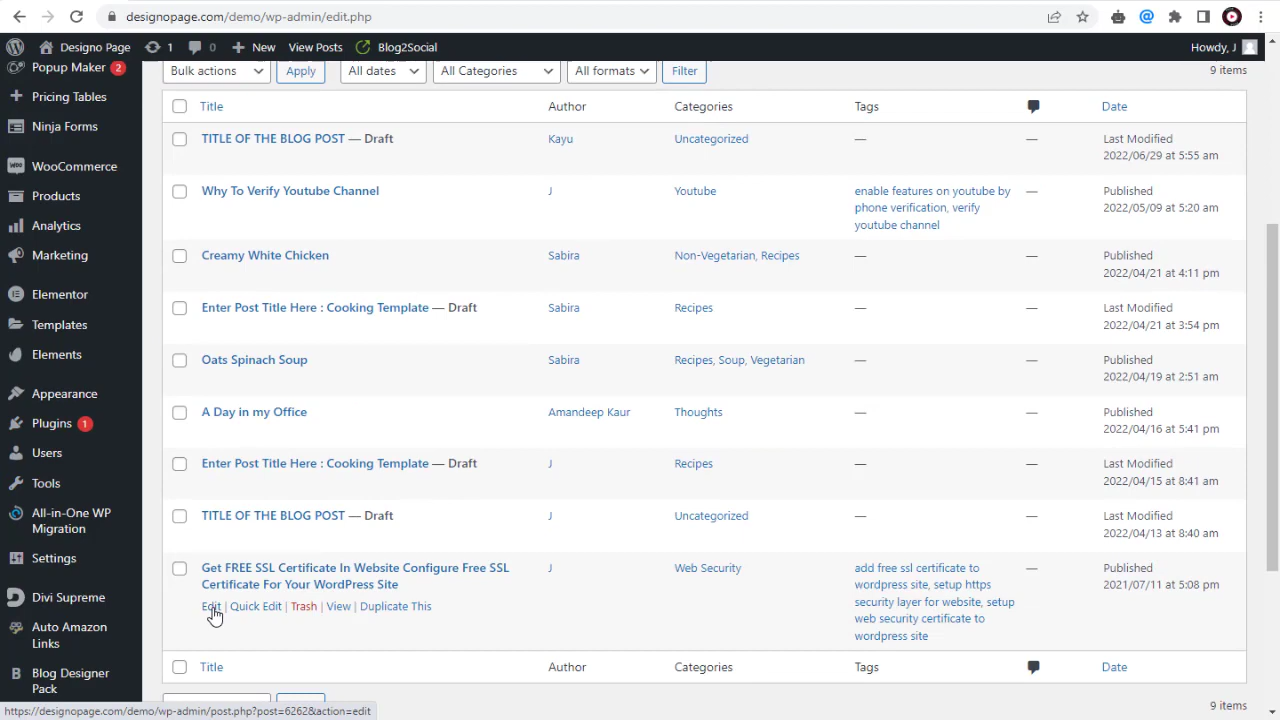 designopage.com/demo/wp-admin/edit.php
Designo Page 1 0 New View Posts Blog2Social Howdy, J
Popup Maker 2
Pricing Tables
Ninja Forms
WooCommerce
Products
Analytics
Marketing
Elementor
Templates
Elements
Appearance
Plugins 1
Users
Tools
All-in-One WP
Migration
Settings
Divi Supreme
Auto Amazon
Links
Blog Designer
Pack
Bulk actions Apply All dates All Categories All formats Filter 9 items
Title Author Categories Tags Date
TITLE OF THE BLOG POST — Draft Kayu Uncategorized — — Last Modified
2022/06/29 at 5:55 am
Why To Verify Youtube Channel J Youtube enable features on youtube by — Published
phone verification, verify 2022/05/09 at 5:20 am
youtube channel
Creamy White Chicken Sabira Non-Vegetarian, Recipes — — Published
2022/04/21 at 4:11 pm
Enter Post Title Here : Cooking Template — Draft Sabira Recipes — — Last Modified
2022/04/21 at 3:54 pm
Oats Spinach Soup Sabira Recipes, Soup, Vegetarian — — Published
2022/04/19 at 2:51 am
A Day in my Office Amandeep Kaur Thoughts — — Published
2022/04/16 at 5:41 pm
Enter Post Title Here : Cooking Template — Draft J Recipes — — Last Modified
2022/04/15 at 8:41 am
TITLE OF THE BLOG POST — Draft J Uncategorized — — Last Modified
2022/04/13 at 8:40 am
Get FREE SSL Certificate In Website Configure Free SSL J Web Security add free ssl certificate to — Published
Certificate For Your WordPress Site wordpress site, setup https 2021/07/11 at 5:08 pm
Edit | Quick Edit | Trash | View | Duplicate This security layer for website, setup
web security certificate to
wordpress site
Title Author Categories Tags Date
9 items
https://designopage.com/demo/wp-admin/post.php?post=6262&action=edit